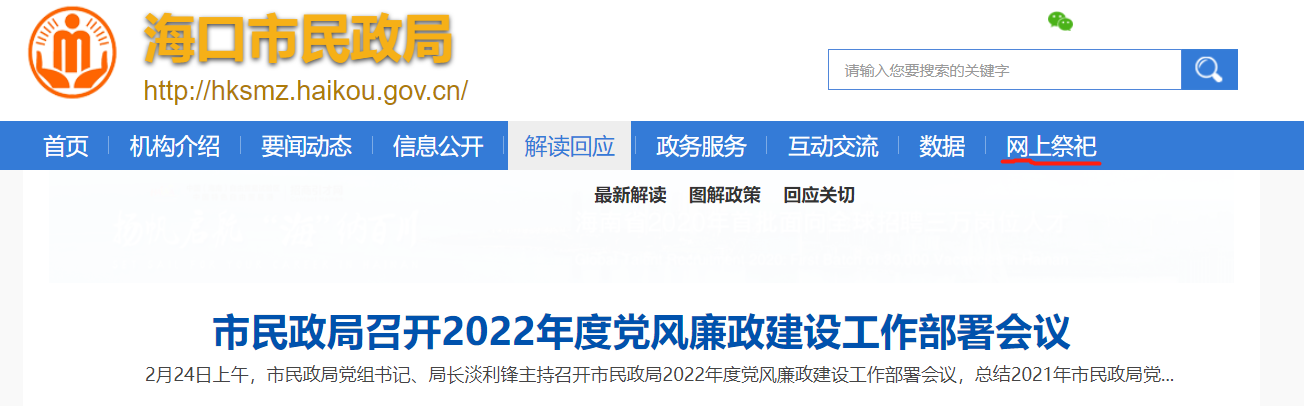 海口市民政局
http://hksmz.haikou.gov.cn/
请输入您要搜索的关键字
首页 机构介绍 要闻动态 信息公开 解读回应 政务服务 互动交流 数据 网上祭祀
最新解读 图解政策 回应关切
市民政局召开2022年度党风廉政建设工作部署会议
2月24日上午，市民政局党组书记、局长淡利锋主持召开市民政局2022年度党风廉政建设工作部署会议，总结2021年市民政局党...